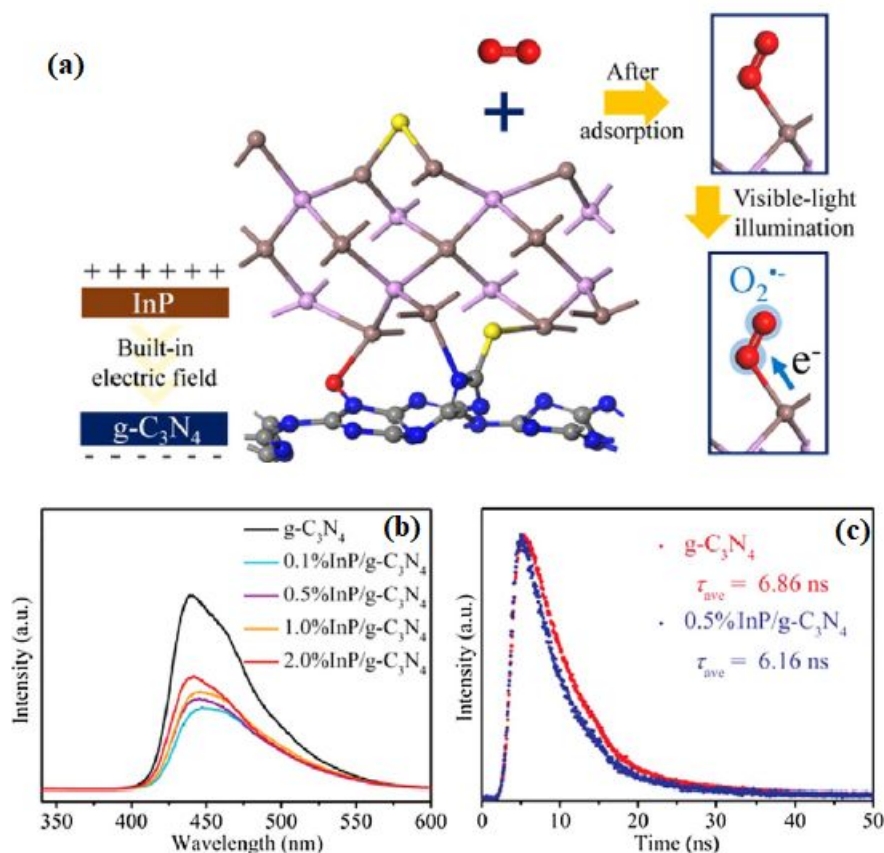 (a)
+
After
adsorption
Visible-light
illumination
+ + + + + +
InP
Built-in
electric field
g-C₃N₄
- - - - - -
O₂•-
e-
(b)
g-C₃N₄
0.1%InP/g-C₃N₄
0.5%InP/g-C₃N₄
1.0%InP/g-C₃N₄
2.0%InP/g-C₃N₄
Intensity (a.u.)
350 400 450 500 550 600
Wavelength (nm)
(c)
g-C₃N₄
τave = 6.86 ns
0.5%InP/g-C₃N₄
τave = 6.16 ns
Intensity (a.u.)
0 10 20 30 40 50
Time (ns)